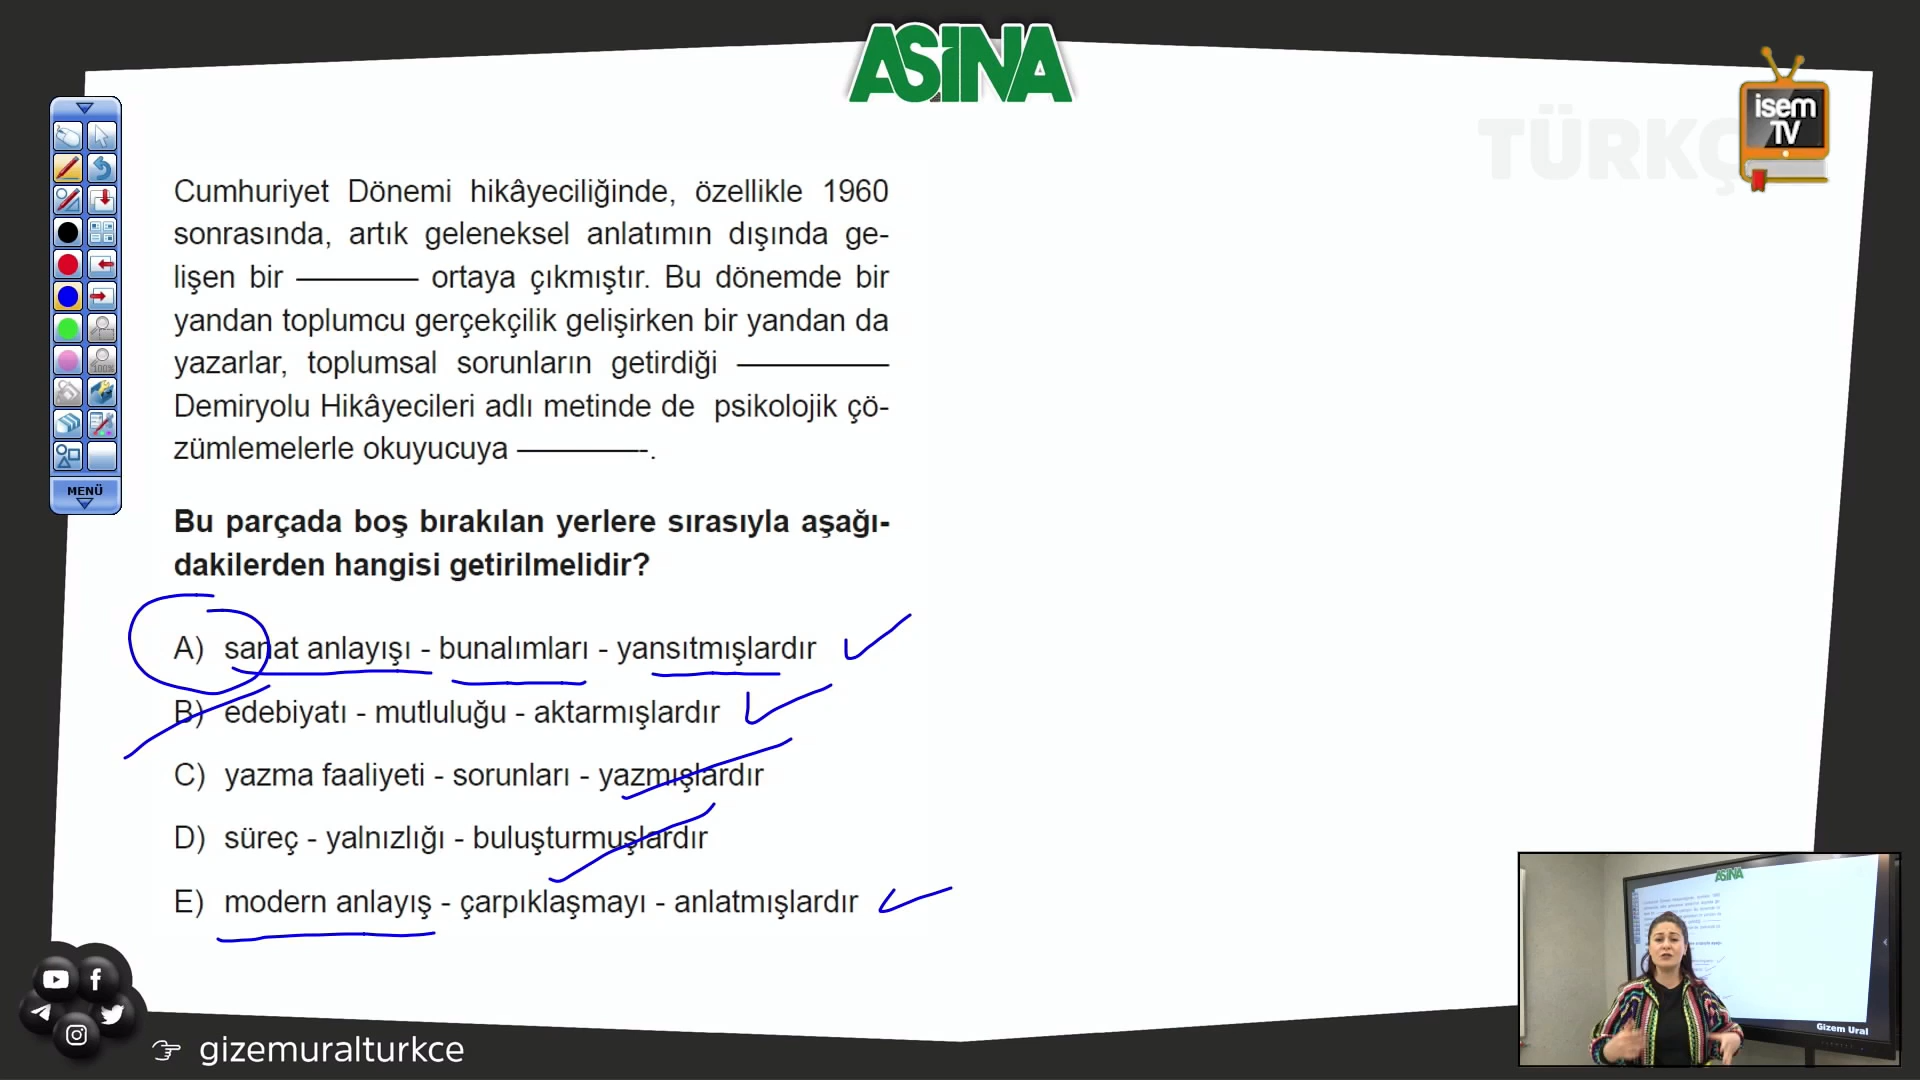 ASİNA
TÜRKÇ
isem
TV
Cumhuriyet Dönemi hikâyeciliğinde, özellikle 1960
sonrasında, artık geleneksel anlatımın dışında ge-
lişen bir ———— ortaya çıkmıştır. Bu dönemde bir
yandan toplumcu gerçekçilik gelişirken bir yandan da
yazarlar, toplumsal sorunların getirdiği —————
Demiryolu Hikâyecileri adlı metinde de psikolojik çö-
zümlemelerle okuyucuya ————-.
Bu parçada boş bırakılan yerlere sırasıyla aşağı-
dakilerden hangisi getirilmelidir?
A) sanat anlayışı - bunalımları - yansıtmışlardır
B) edebiyatı - mutluluğu - aktarmışlardır
C) yazma faaliyeti - sorunları - yazmışlardır
D) süreç - yalnızlığı - buluşturmuşlardır
E) modern anlayış - çarpıklaşmayı - anlatmışlardır
MENÜ
100%
gizemuralturkce
ASİNA
Gizem Ural